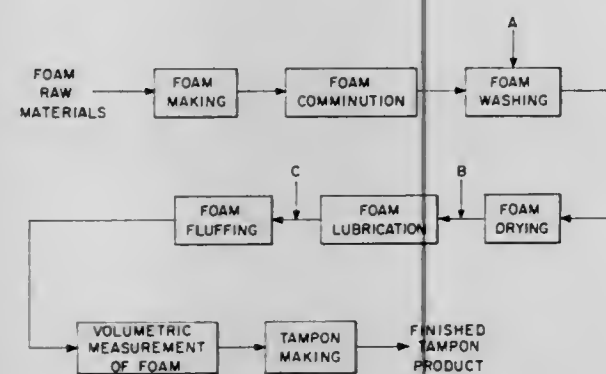 A
FOAM
RAW
MATERIALS
FOAM
MAKING
FOAM
COMMINUTION
FOAM
WASHING
C
B
FOAM
FLUFFING
FOAM
LUBRICATION
FOAM
DRYING
VOLUMETRIC
MEASUREMENT
OF FOAM
TAMPON
MAKING
FINISHED
TAMPON
PRODUCT